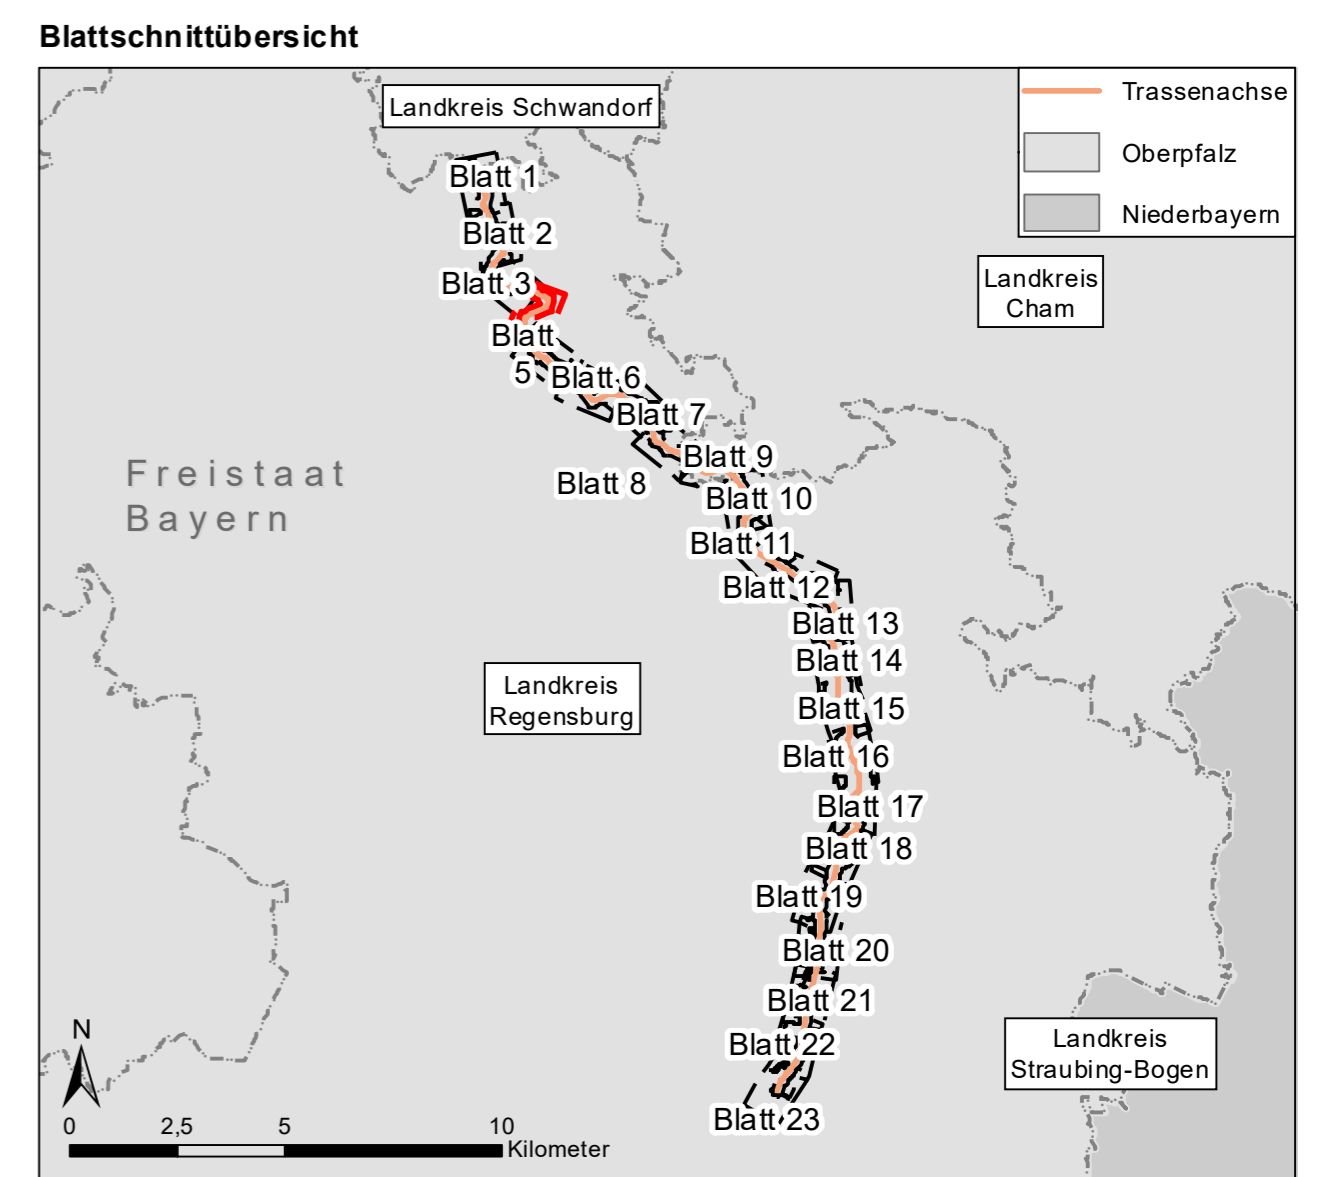 Blattschnittübersicht
Landkreis Schwandorf
Trassenachse
Oberpfalz
Niederbayern
Blatt 1
Blatt 2
Blatt 3
Landkreis
Cham
Blatt
5
Blatt 6
Blatt 7
Blatt 9
Blatt 8
Freistaat
Bayern
Blatt 10
Blatt 11
Blatt 12
Blatt 13
Blatt 14
Landkreis
Regensburg
Blatt 15
Blatt 16
Blatt 17
Blatt 18
Blatt 19
Blatt 20
Blatt 21
Blatt 22
Landkreis
Straubing-Bogen
Blatt 23
N
0 2,5 5 10
Kilometer